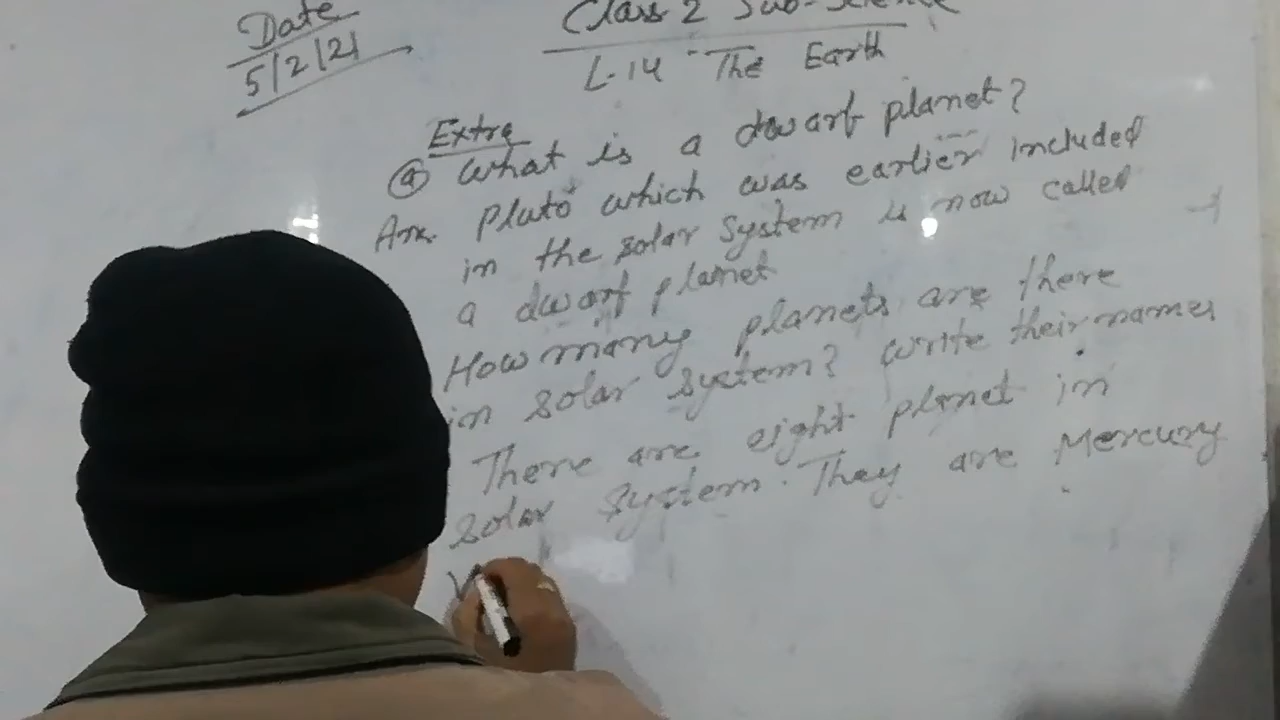 Date
5/2/21
Class 2 Sub-Science
L-14 The Earth
Extra
Q What is a dwarf planet?
Ans. Pluto which was earlier included
in the solar System is now called
a dwarf planet
How many planets are there
in solar system? Write their names
There are eight planet in
solar system. They are Mercury
V